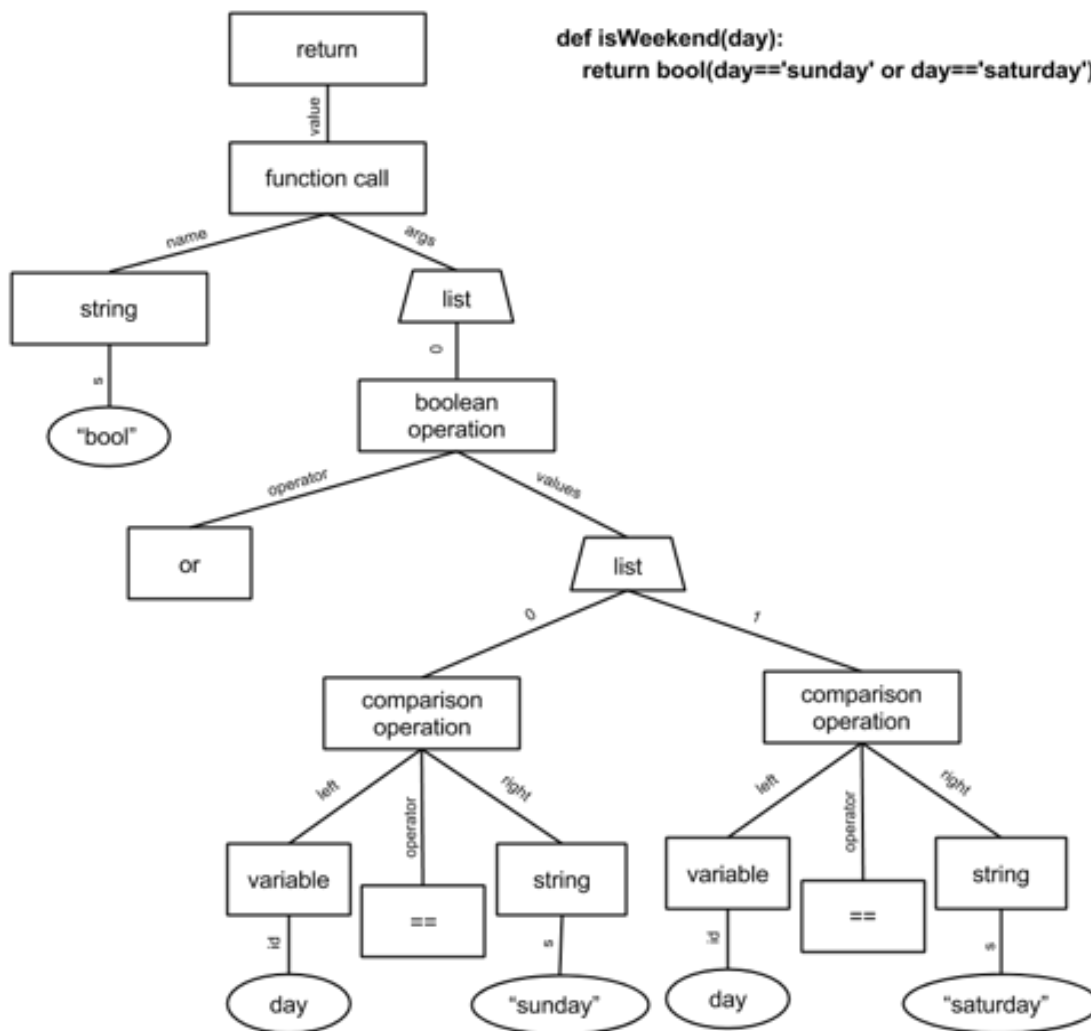 return
def isWeekend(day):
return bool(day=='sunday' or day=='saturday')
value
function call
name
args
string
list
s
0
“bool”
boolean
operation
operator
values
or
list
0
1
comparison
operation
comparison
operation
left
operator
right
left
operator
right
variable
==
string
variable
==
string
id
s
id
s
day
“sunday”
day
“saturday”